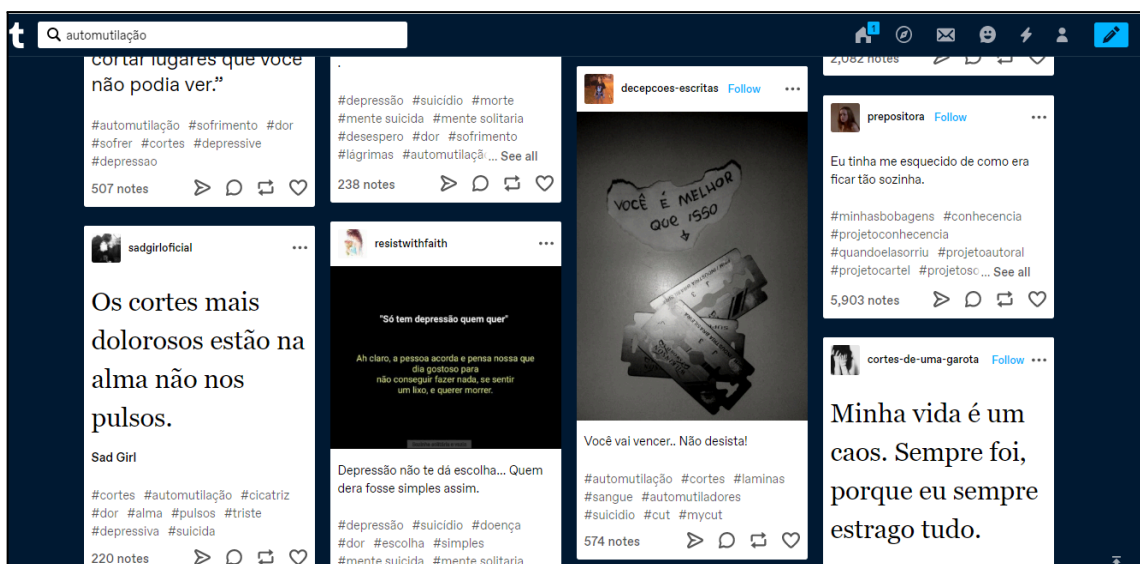 t
automutilação
1
cortar lugares que você
não podia ver.”
#automutilação #sofrimento #dor
#sofrer #cortes #depressive
#depressao
507 notes
sadgirloficial
Os cortes mais
dolorosos estão na
alma não nos
pulsos.
Sad Girl
#cortes #automutilação #cicatriz
#dor #alma #pulsos #triste
#depressiva #suicida
220 notes
.
#depressão #suicídio #morte
#mente suicida #mente solitaria
#desespero #dor #sofrimento
#lágrimas #automutilaçã... See all
238 notes
resistwithfaith
"Só tem depressão quem quer"
Ah claro, a pessoa acorda e pensa nossa que
dia gostoso para
não conseguir fazer nada, se sentir
um lixo, e querer morrer.
Depressão não te dá escolha... Quem
dera fosse simples assim.
#depressão #suicídio #doença
#dor #escolha #simples
#mente suicida #mente solitaria
decepcoes-escritas Follow
VOCÊ É MELHOR
QUE ISSO
Você vai vencer.. Não desista!
#automutilação #cortes #laminas
#sangue #automutiladores
#suicidio #cut #mycut
574 notes
2,082 notes
prepositora Follow
Eu tinha me esquecido de como era
ficar tão sozinha.
#minhasbobagens #conhecencia
#projetoconhecencia
#quandoelasorriu #projetoautoral
#projetocartel #projetosc... See all
5,903 notes
cortes-de-uma-garota Follow
Minha vida é um
caos. Sempre foi,
porque eu sempre
estrago tudo.